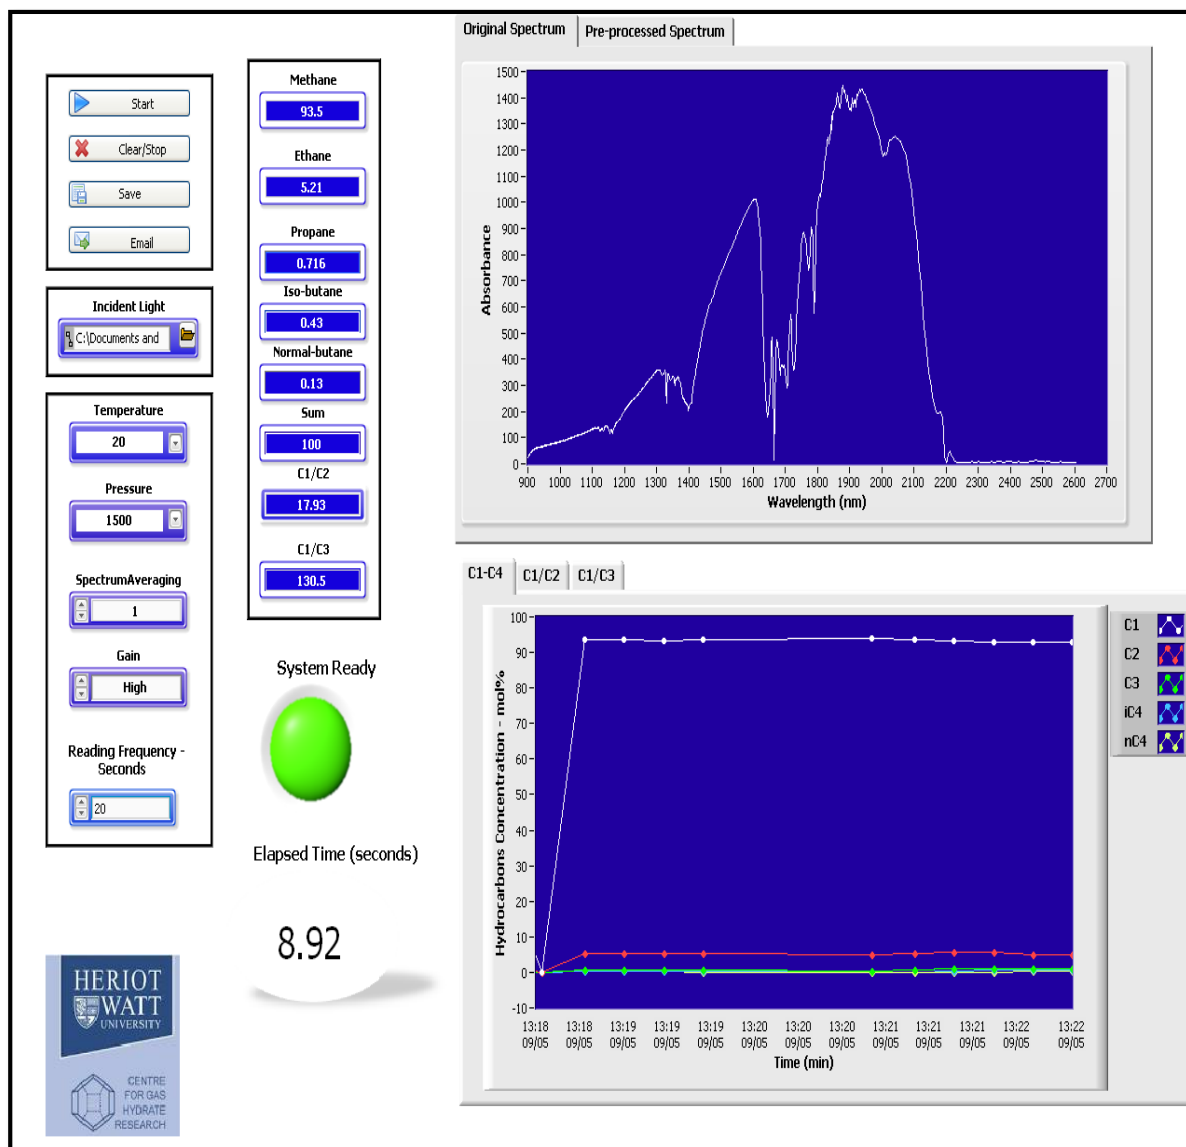 Start
Clear/Stop
Save
Email
Incident Light
C:\Documents and
Temperature
20
Pressure
1500
SpectrumAveraging
1
Gain
High
Reading Frequency -
Seconds
20
HERIOT
WATT
UNIVERSITY
CENTRE
FOR GAS
HYDRATE
RESEARCH
Methane
93.5
Ethane
5.21
Propane
0.716
Iso-butane
0.43
Normal-butane
0.13
Sum
100
C1/C2
17.93
C1/C3
130.5
System Ready
Elapsed Time (seconds)
8.92
Original Spectrum Pre-processed Spectrum
Absorbance
1500
1400
1300
1200
1100
1000
900
800
700
600
500
400
300
200
100
0
900 1000 1100 1200 1300 1400 1500 1600 1700 1800 1900 2000 2100 2200 2300 2400 2500 2600 2700
Wavelength (nm)
C1-C4 C1/C2 C1/C3
Hydrocarbons Concentration - mol%
100
90
80
70
60
50
40
30
20
10
0
-10
13:18 13:18 13:19 13:19 13:19 13:20 13:20 13:20 13:21 13:21 13:21 13:22 13:22
09/05 09/05 09/05 09/05 09/05 09/05 09/05 09/05 09/05 09/05 09/05 09/05 09/05
Time (min)
C1
C2
C3
iC4
nC4